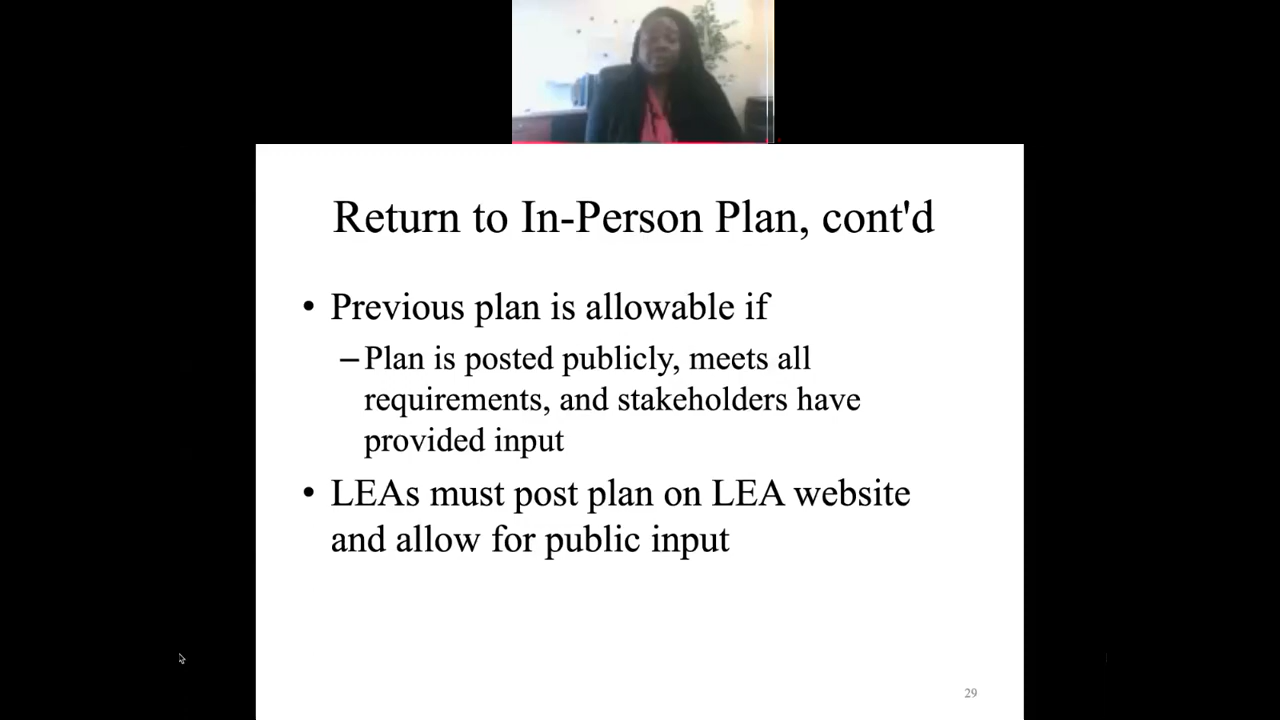 Return to In-Person Plan, cont'd
• Previous plan is allowable if
– Plan is posted publicly, meets all
requirements, and stakeholders have
provided input
• LEAs must post plan on LEA website
and allow for public input
29